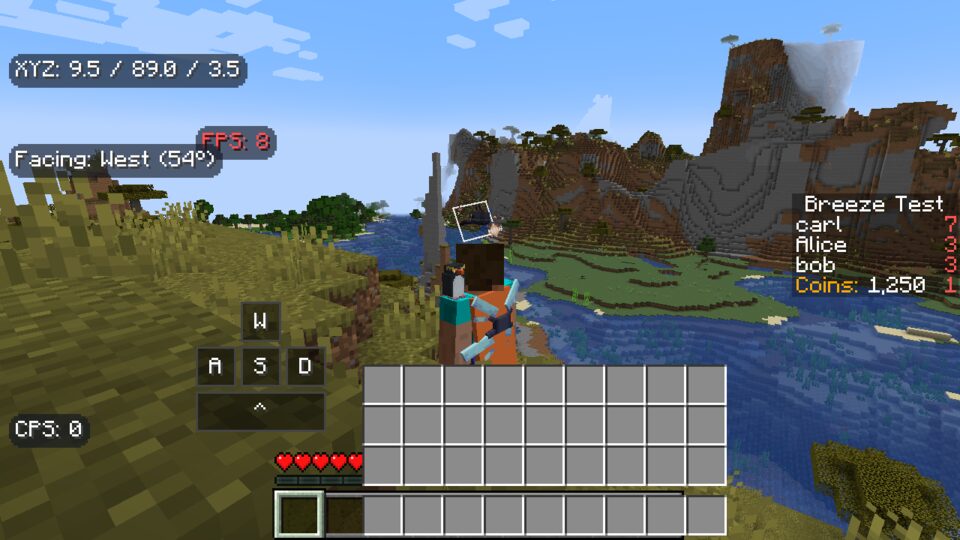 XYZ: 9.5 / 89.0 / 3.5
FPS: 8
Facing: West (54°)
Breeze Test
carl 7
Alice 3
bob 3
Coins: 1,250 1
W
A S D
^
CPS: 0